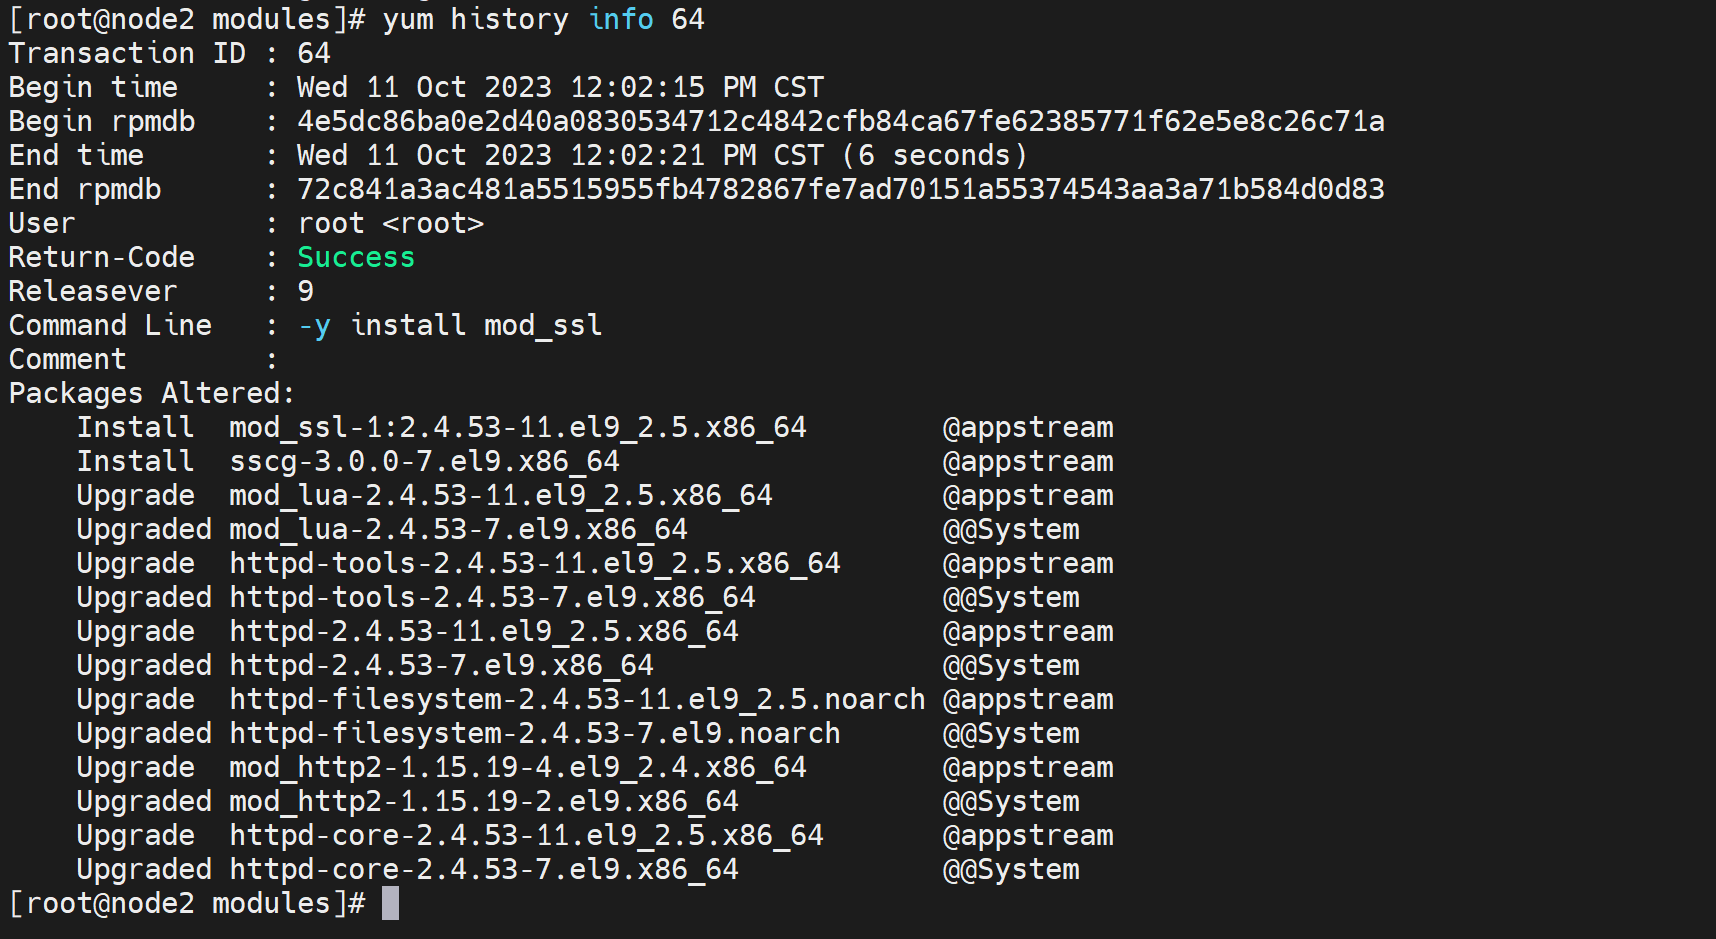 [root@node2 modules]# yum history info 64
Transaction ID : 64
Begin time     : Wed 11 Oct 2023 12:02:15 PM CST
Begin rpmdb    : 4e5dc86ba0e2d40a0830534712c4842cfb84ca67fe62385771f62e5e8c26c71a
End time       : Wed 11 Oct 2023 12:02:21 PM CST (6 seconds)
End rpmdb      : 72c841a3ac481a5515955fb4782867fe7ad70151a55374543aa3a71b584d0d83
User           : root <root>
Return-Code    : Success
Releasever     : 9
Command Line   : -y install mod_ssl
Comment        :
Packages Altered:
    Install  mod_ssl-1:2.4.53-11.el9_2.5.x86_64        @appstream
    Install  sscg-3.0.0-7.el9.x86_64                   @appstream
    Upgrade  mod_lua-2.4.53-11.el9_2.5.x86_64          @appstream
    Upgraded mod_lua-2.4.53-7.el9.x86_64               @@System
    Upgrade  httpd-tools-2.4.53-11.el9_2.5.x86_64      @appstream
    Upgraded httpd-tools-2.4.53-7.el9.x86_64           @@System
    Upgrade  httpd-2.4.53-11.el9_2.5.x86_64            @appstream
    Upgraded httpd-2.4.53-7.el9.x86_64                 @@System
    Upgrade  httpd-filesystem-2.4.53-11.el9_2.5.noarch @appstream
    Upgraded httpd-filesystem-2.4.53-7.el9.noarch      @@System
    Upgrade  mod_http2-1.15.19-4.el9_2.4.x86_64        @appstream
    Upgraded mod_http2-1.15.19-2.el9.x86_64            @@System
    Upgrade  httpd-core-2.4.53-11.el9_2.5.x86_64       @appstream
    Upgraded httpd-core-2.4.53-7.el9.x86_64            @@System
[root@node2 modules]#